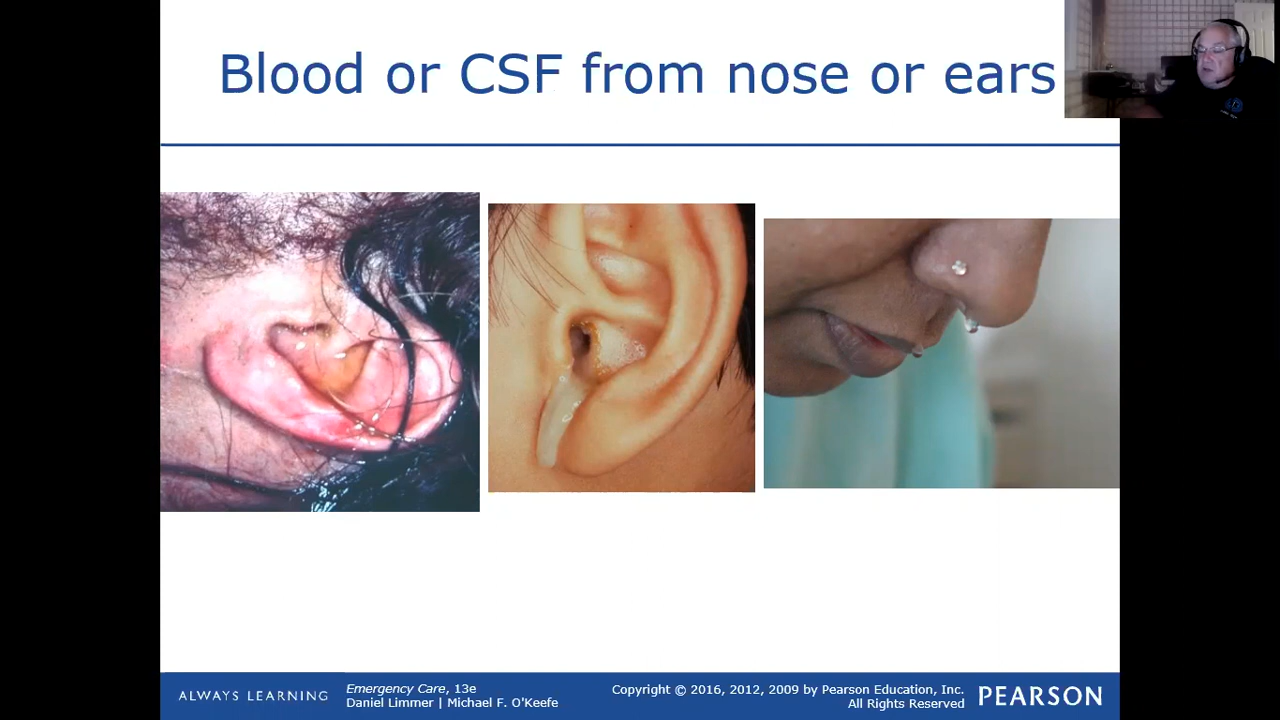 Blood or CSF from nose or ears
ALWAYS LEARNING
Emergency Care, 13e
Daniel Limmer | Michael F. O'Keefe
Copyright © 2016, 2012, 2009 by Pearson Education, Inc.
All Rights Reserved
PEARSON